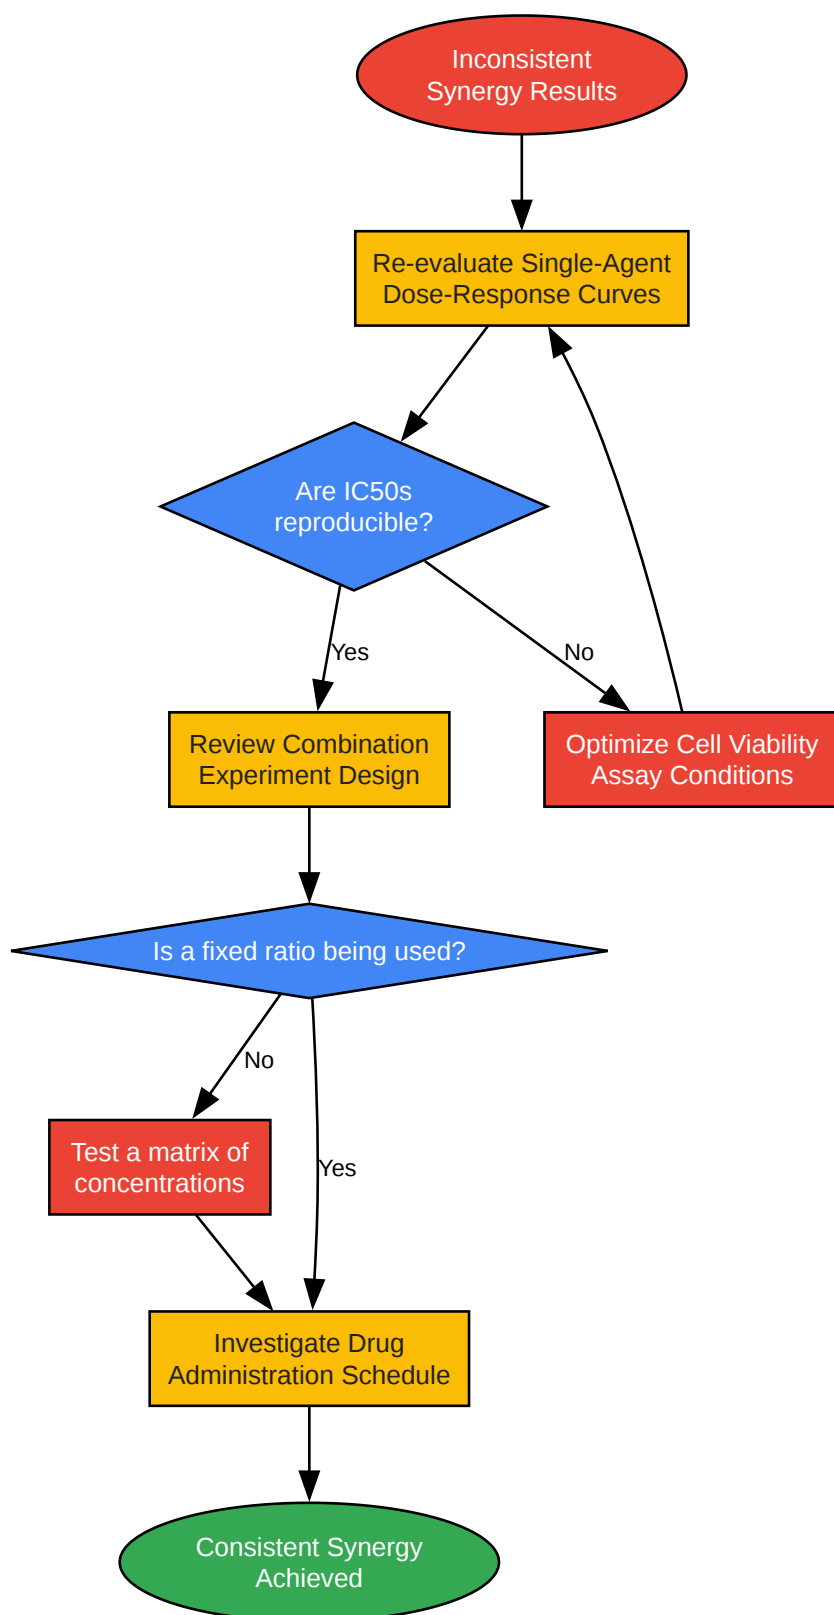 Inconsistent
Synergy Results
Re-evaluate Single-Agent
Dose-Response Curves
Are IC50s
reproducible?
Yes
No
Review Combination
Experiment Design
Optimize Cell Viability
Assay Conditions
Is a fixed ratio being used?
No
Test a matrix of
concentrations
Yes
Investigate Drug
Administration Schedule
Consistent Synergy
Achieved